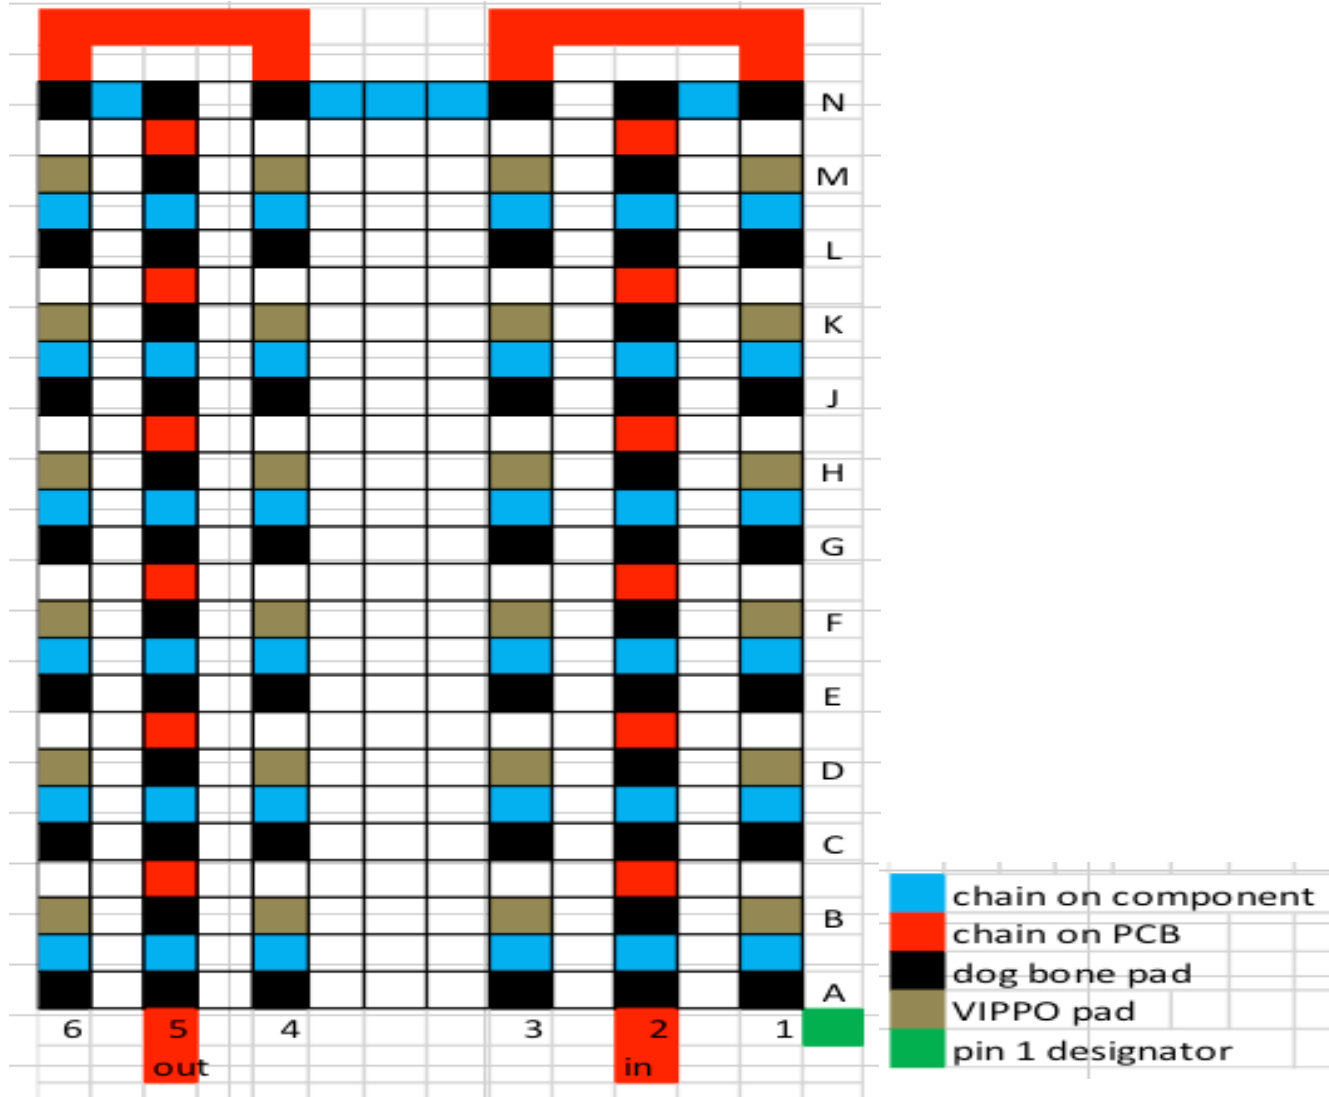 N
M
L
K
J
H
G
F
E
D
C
B
A
6 5 4 3 2 1
out in
chain on component
chain on PCB
dog bone pad
VIPPO pad
pin 1 designator